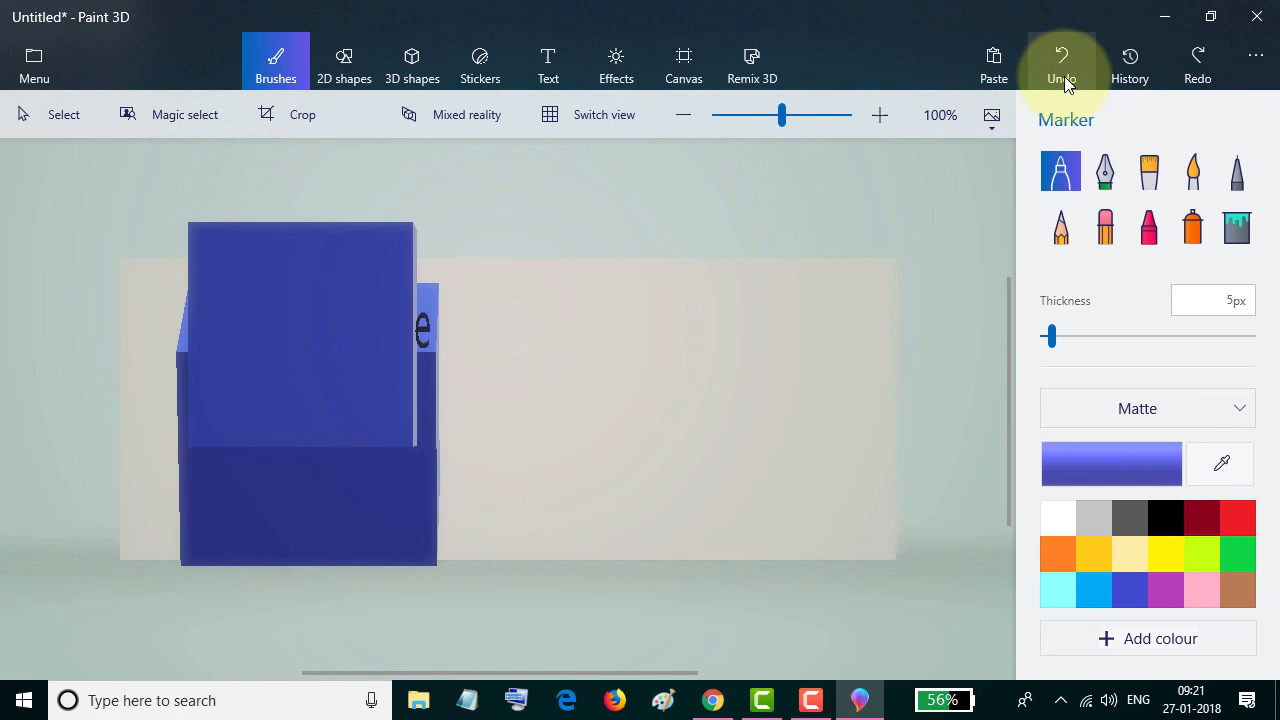 Untitled* - Paint 3D
Menu
Brushes
2D shapes
3D shapes
Stickers
Text
Effects
Canvas
Remix 3D
Paste
Undo
History
Redo
Select
Magic select
Crop
Mixed reality
Switch view
100%
Marker
Thickness
5px
Matte
Add colour
e
Type here to search
56%
ENG
09:21
27-01-2018